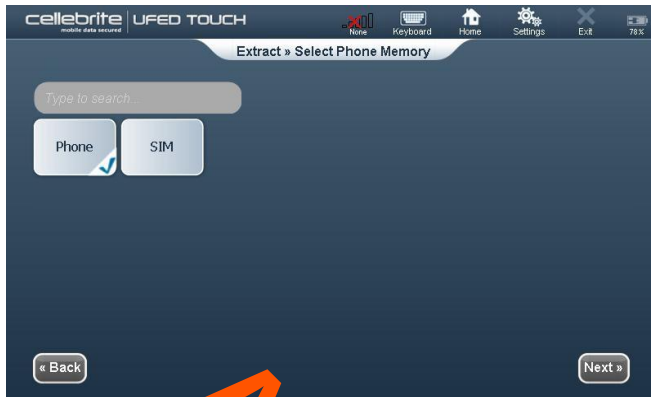 cellebrite UFED TOUCH
mobile data secured
None Keyboard Home Settings Exit 78%
Extract » Select Phone Memory
Type to search...
Phone SIM
« Back Next »